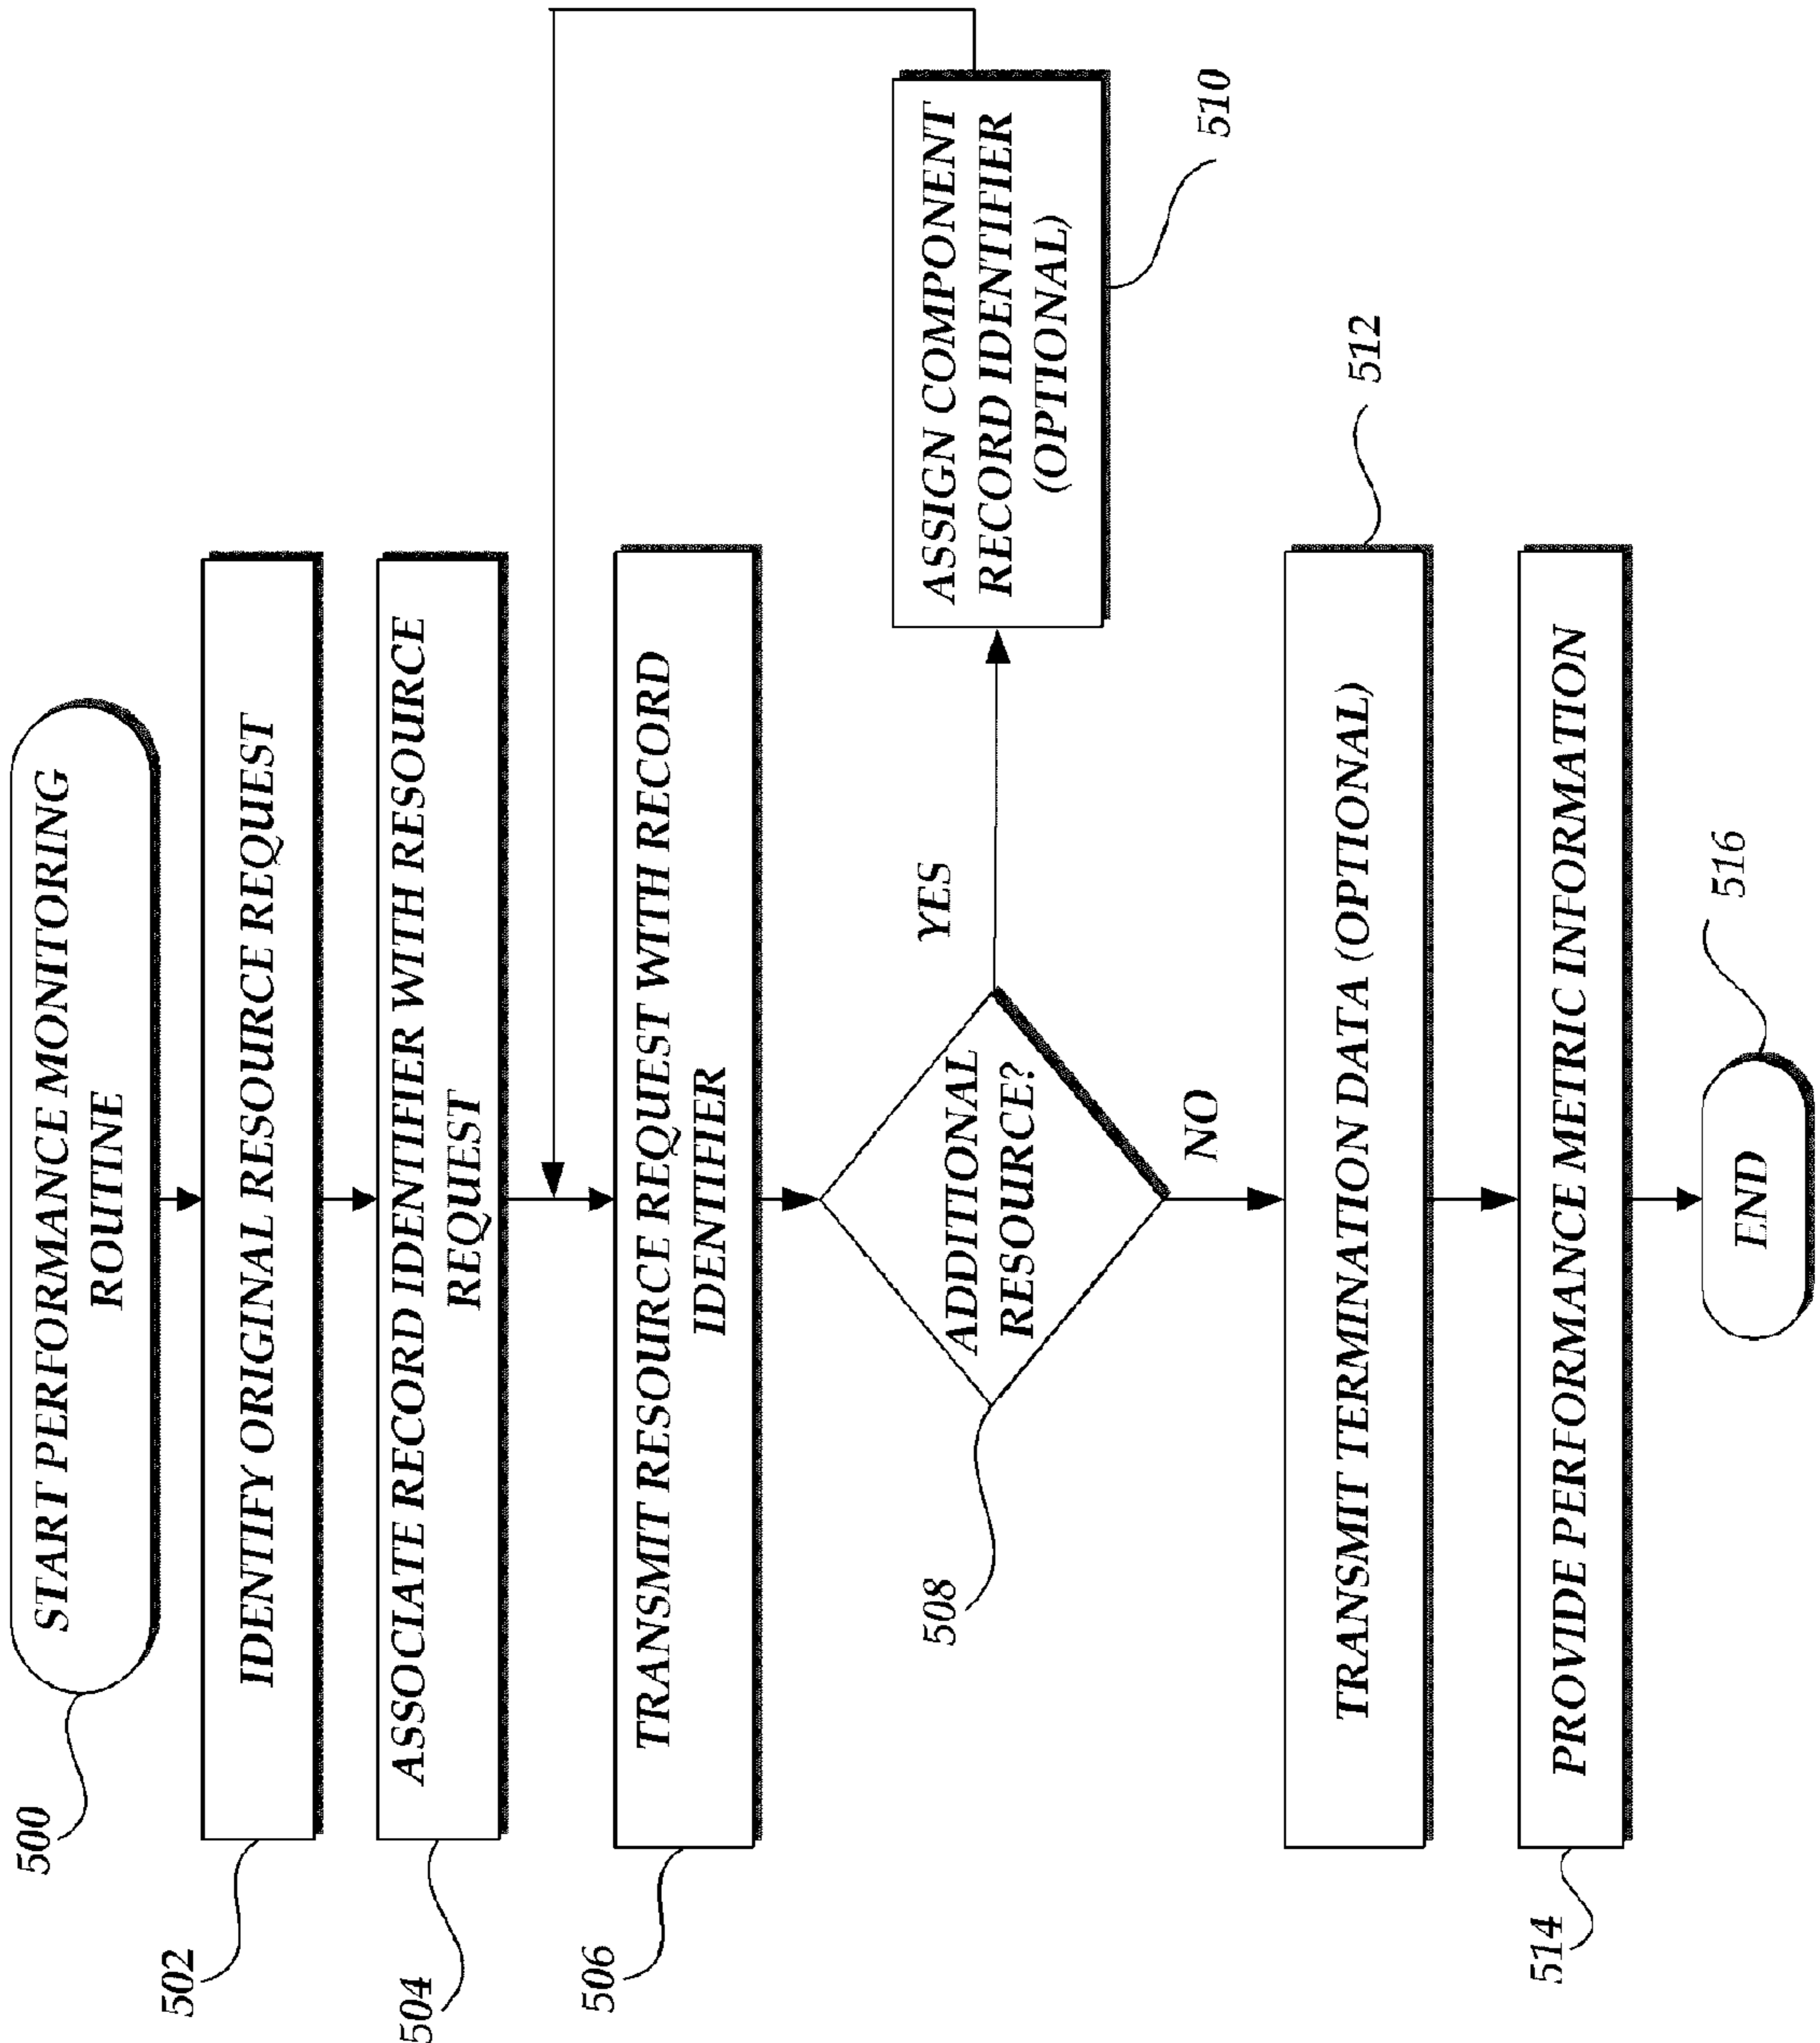 500
START PERFORMANCE MONITORING
ROUTINE
502
IDENTIFY ORIGINAL RESOURCE REQUEST
504
ASSOCIATE RECORD IDENTIFIER WITH RESOURCE
REQUEST
506
TRANSMIT RESOURCE REQUEST WITH RECORD
IDENTIFIER
508
ADDITIONAL
RESOURCE?
YES
ASSIGN COMPONENT
RECORD IDENTIFIER
(OPTIONAL)
510
NO
TRANSMIT TERMINATION DATA (OPTIONAL)
512
514
PROVIDE PERFORMANCE METRIC INFORMATION
END
516